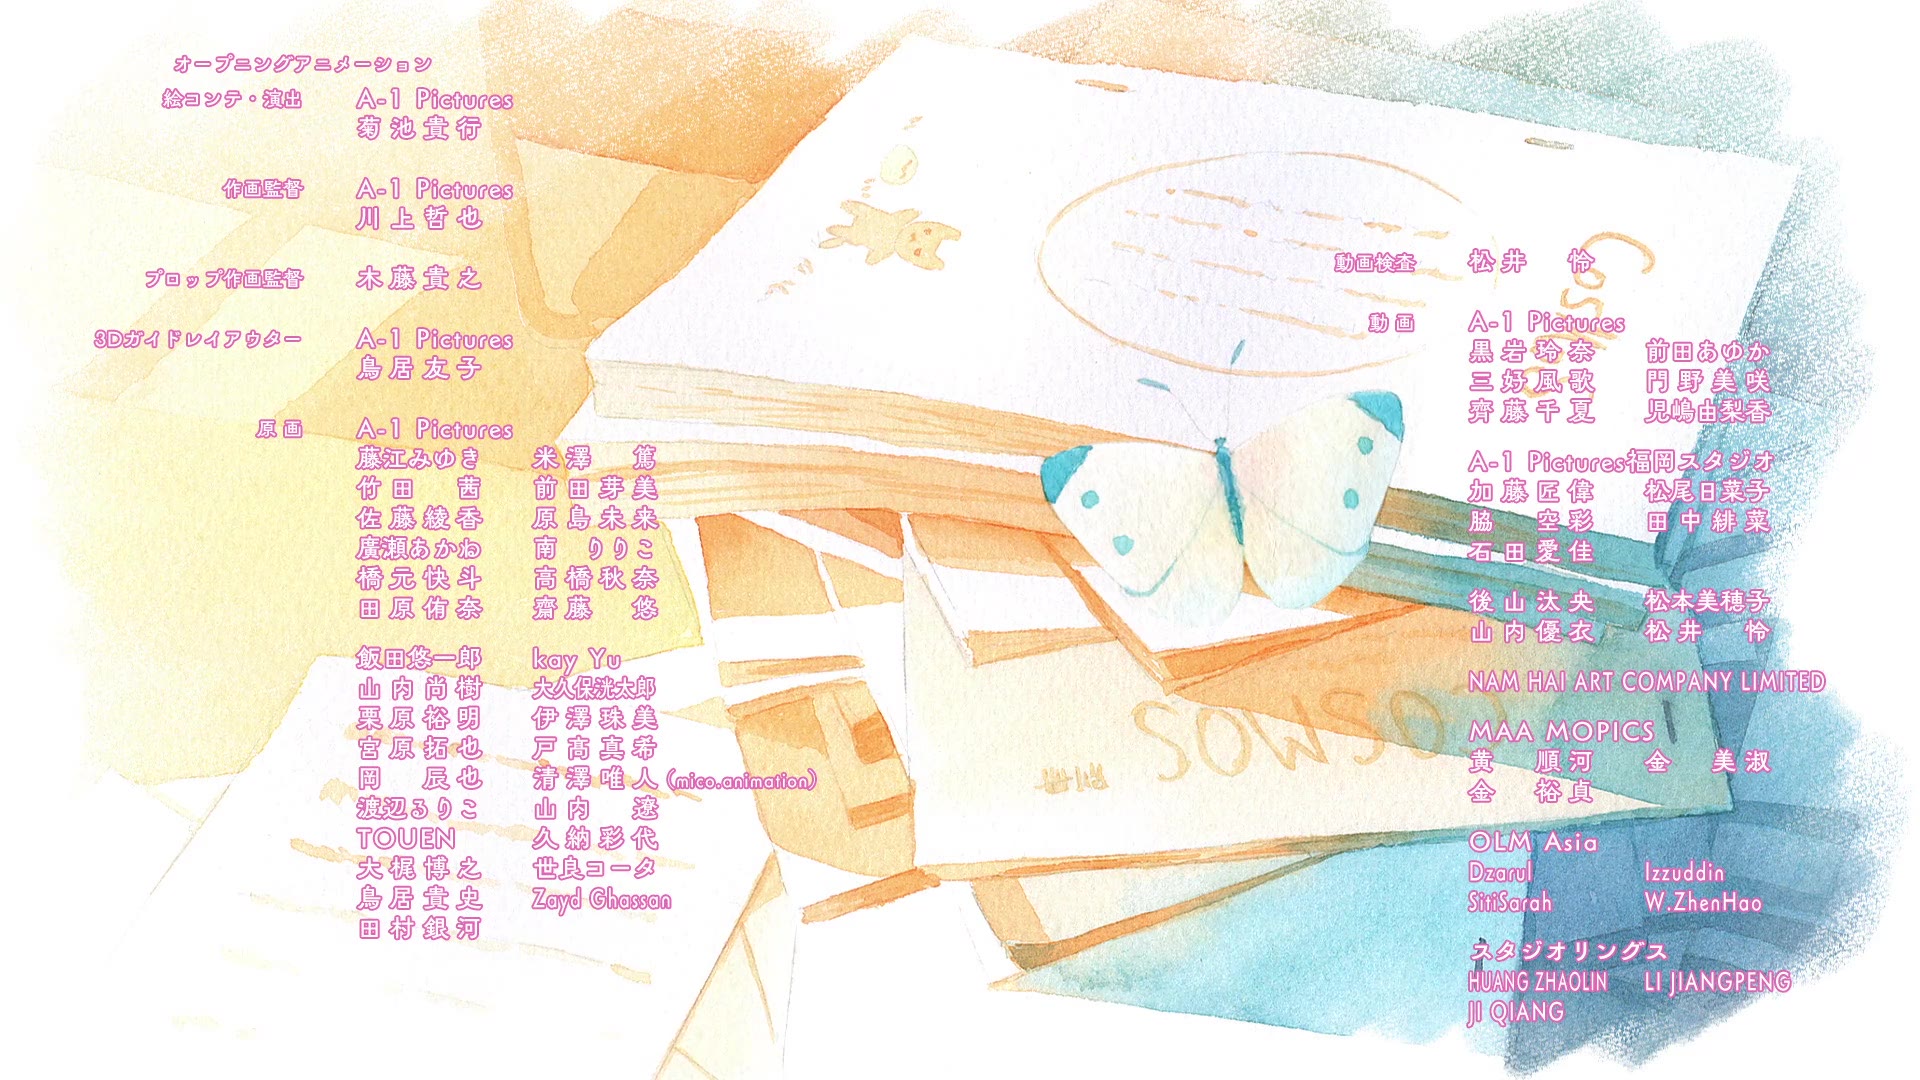 オープニングアニメーション
絵コンテ・演出 A-1 Pictures
菊池貴行
作画監督 A-1 Pictures
川上哲也
プロップ作画監督 木藤貴之
3Dガイドレイアウター A-1 Pictures
鳥居友子
原画 A-1 Pictures
藤江みゆき 米澤 篤
竹田 茜 前田芽美
佐藤綾香 原島未来
廣瀬あかね 南 りりこ
橋元快斗 高橋秋奈
田原侑奈 齋藤 悠
飯田悠一郎 kay Yu
山内尚樹 大久保洸太郎
栗原裕明 伊澤珠美
宮原拓也 戸髙真希
岡 辰也 清澤唯人(mico.animation)
渡辺るりこ 山内 遼
TOUEN 久納彩代
大梶博之 世良コータ
鳥居貴史 Zayd Ghassan
田村銀河
動画検査 松井 怜
動画 A-1 Pictures
黒岩玲奈 前田あゆか
三好風歌 門野美咲
齊藤千夏 児嶋由梨香
A-1 Pictures福岡スタジオ
加藤匠偉 松尾日菜子
脇 空彩 田中緋菜
石田愛佳
後山汰央 松本美穂子
山内優衣 松井 怜
NAM HAI ART COMPANY LIMITED
MAA MOPICS
黄 順河 金 美淑
金 裕貞
OLM Asia
Dzarul Izzuddin
SitiSarah W.ZhenHao
スタジオリングス
HUANG ZHAOLIN LI JIANGPENG
JI QIANG
COSMOS